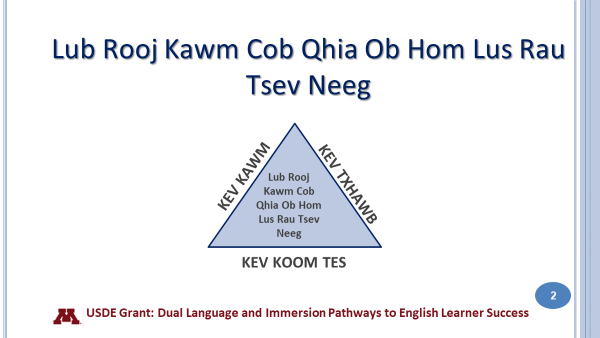 Lub Rooj Kawm Cob Qhia Ob Hom Lus Rau
Tsev Neeg
KEV KAWM
KEV TXHAWB
Lub Rooj
Kawm Cob
Qhia Ob Hom
Lus Rau Tsev
Neeg
KEV KOOM TES
2
USDE Grant: Dual Language and Immersion Pathways to English Learner Success